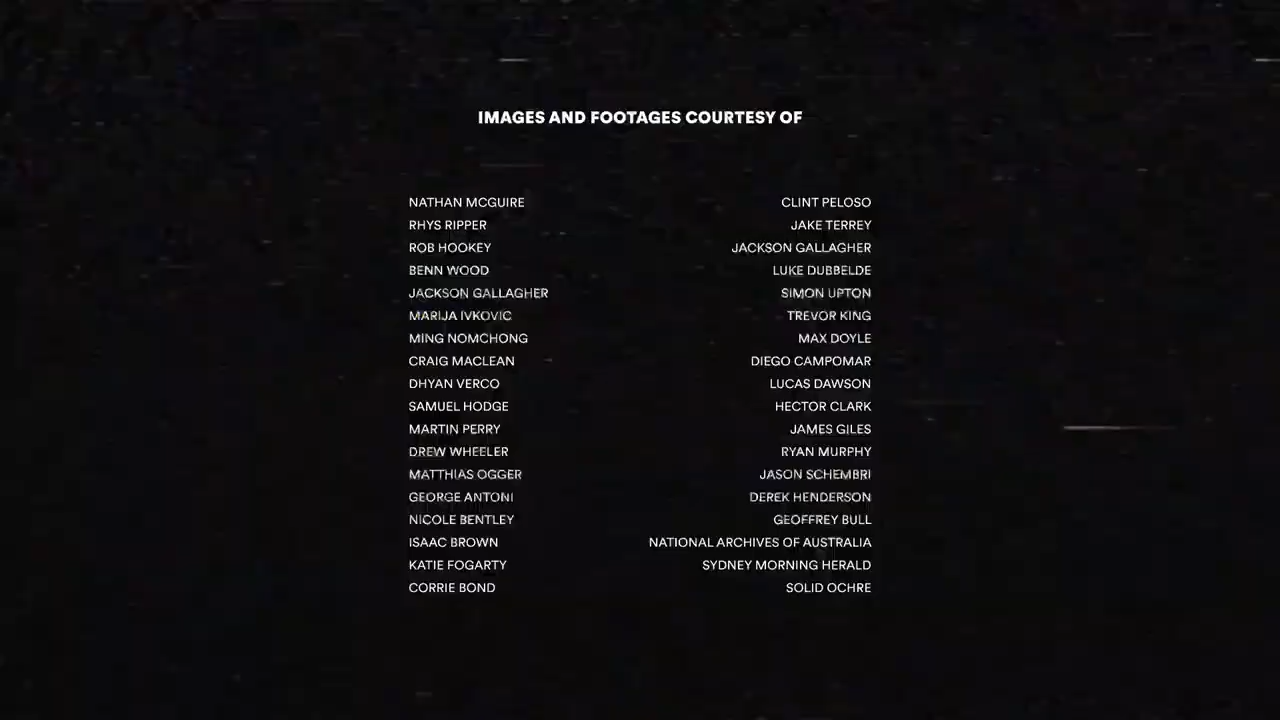 IMAGES AND FOOTAGES COURTESY OF
NATHAN MCGUIRE
RHYS RIPPER
ROB HOOKEY
BENN WOOD
JACKSON GALLAGHER
MARIJA IVKOVIC
MING NOMCHONG
CRAIG MACLEAN
DHYAN VERCO
SAMUEL HODGE
MARTIN PERRY
DREW WHEELER
MATTHIAS OGGER
GEORGE ANTONI
NICOLE BENTLEY
ISAAC BROWN
KATIE FOGARTY
CORRIE BOND
CLINT PELOSO
JAKE TERREY
JACKSON GALLAGHER
LUKE DUBBELDE
SIMON UPTON
TREVOR KING
MAX DOYLE
DIEGO CAMPOMAR
LUCAS DAWSON
HECTOR CLARK
JAMES GILES
RYAN MURPHY
JASON SCHEMBRI
DEREK HENDERSON
GEOFFREY BULL
NATIONAL ARCHIVES OF AUSTRALIA
SYDNEY MORNING HERALD
SOLID OCHRE